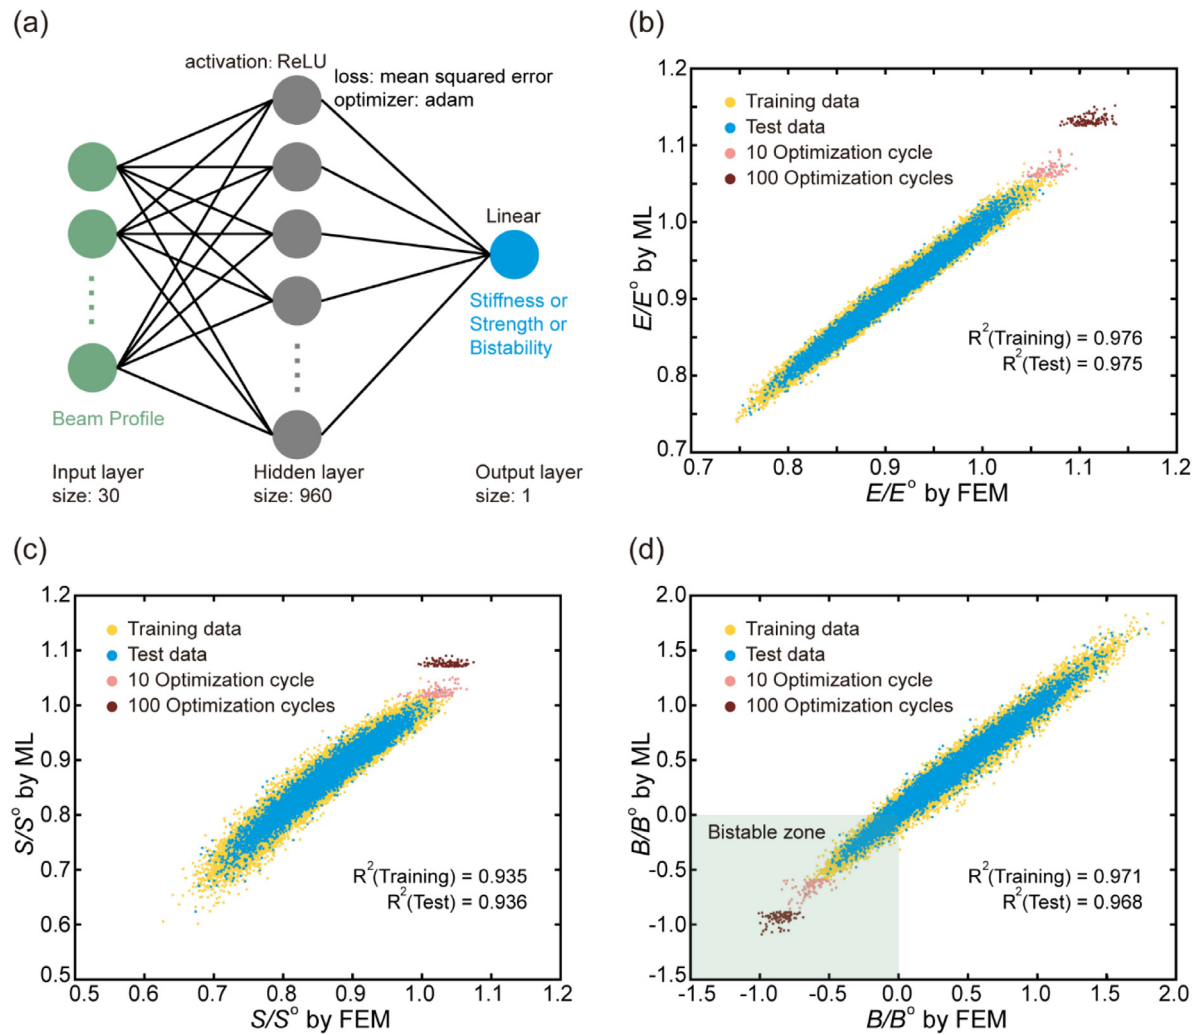 (a)
activation: ReLU
loss: mean squared error
optimizer: adam
Linear
Stiffness or
Strength or
Bistability
Beam Profile
Input layer
size: 30
Hidden layer
size: 960
Output layer
size: 1
(b)
1.2
1.1
1.0
0.9
0.8
0.7
E/E° by ML
Training data
Test data
10 Optimization cycle
100 Optimization cycles
R²(Training) = 0.976
R²(Test) = 0.975
0.7 0.8 0.9 1.0 1.1 1.2
E/E° by FEM
(c)
1.2
1.1
1.0
0.9
0.8
0.7
0.6
0.5
S/S° by ML
Training data
Test data
10 Optimization cycle
100 Optimization cycles
R²(Training) = 0.935
R²(Test) = 0.936
0.5 0.6 0.7 0.8 0.9 1.0 1.1 1.2
S/S° by FEM
(d)
2.0
1.5
1.0
0.5
0.0
-0.5
-1.0
-1.5
B/B° by ML
Training data
Test data
10 Optimization cycle
100 Optimization cycles
Bistable zone
R²(Training) = 0.971
R²(Test) = 0.968
-1.5 -1.0 -0.5 0.0 0.5 1.0 1.5 2.0
B/B° by FEM